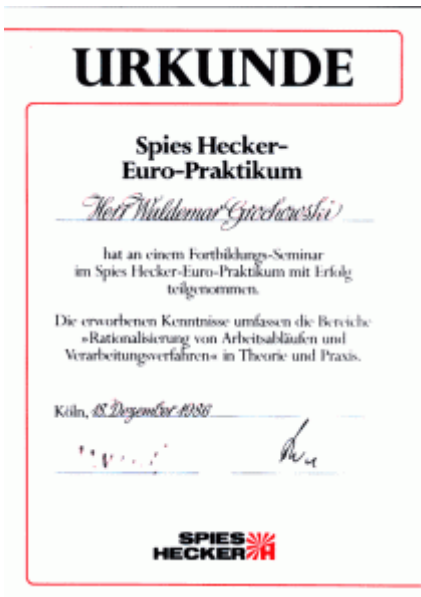 URKUNDE
Spies Hecker-
Euro-Praktikum
Herr Waldemar Grochowski
hat an einem Fortbildungs-Seminar
im Spies Hecker-Euro-Praktikum mit Erfolg
teilgenommen.
Die erworbenen Kenntnisse umfassen die Bereiche
»Rationalisierung von Arbeitsabläufen und
Verarbeitungsverfahren« in Theorie und Praxis.
Köln, 18. Dezember 1986
SPIES
HECKER